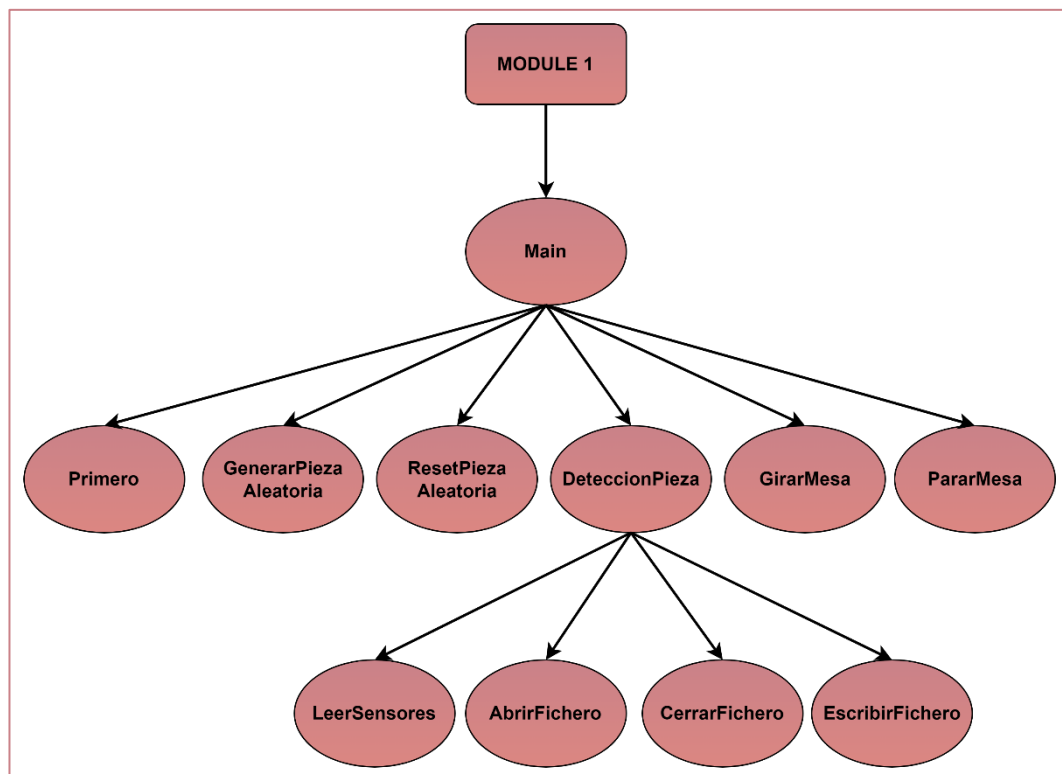 MODULE 1
Main
Primero
GenerarPieza
Aleatoria
ResetPieza
Aleatoria
DeteccionPieza
GirarMesa
PararMesa
LeerSensores
AbrirFichero
CerrarFichero
EscribirFichero